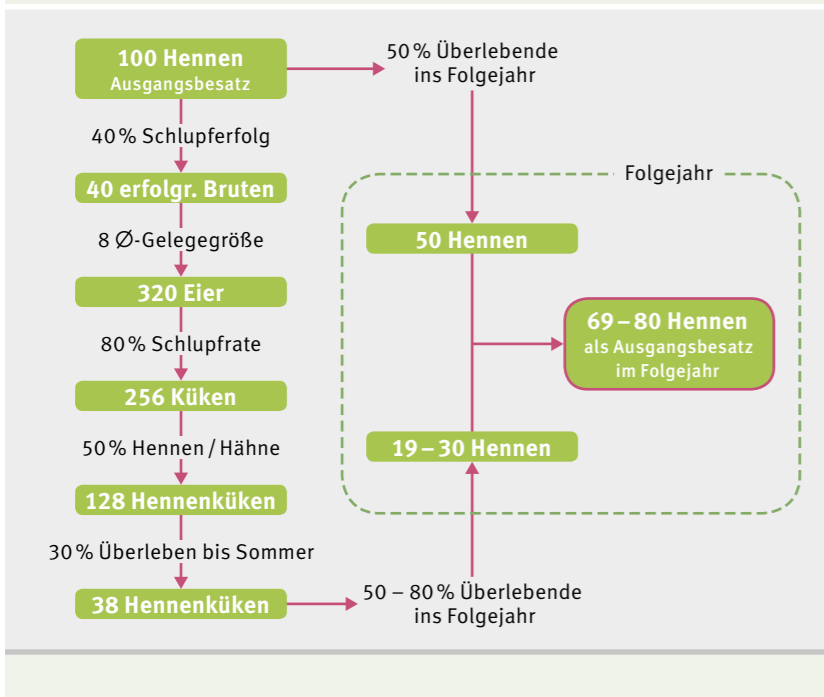 100 Hennen
Ausgangsbesatz
50 % Überlebende
ins Folgejahr
40 % Schlupferfolg
40 erfolgr. Bruten
Folgejahr
8 Ø-Gelegegröße
50 Hennen
320 Eier
69 – 80 Hennen
als Ausgangsbesatz
im Folgejahr
80 % Schlupfrate
256 Küken
50 % Hennen / Hähne
19 – 30 Hennen
128 Hennenküken
30 % Überleben bis Sommer
38 Hennenküken
50 – 80 % Überlebende
ins Folgejahr